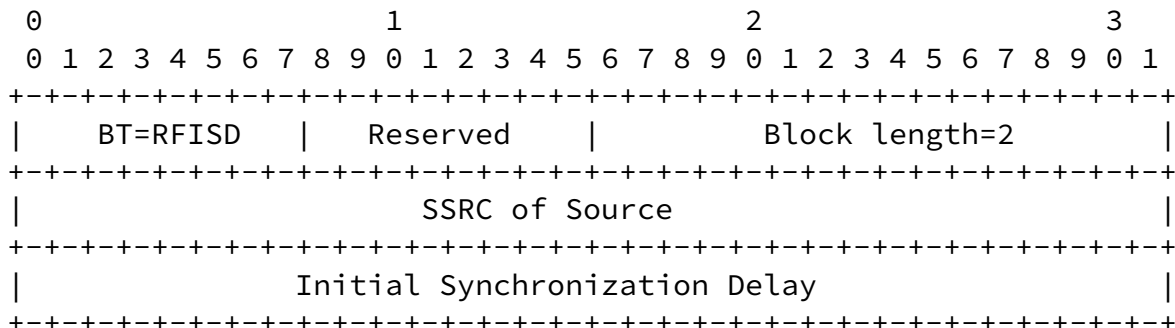 0                   1                   2                   3
 0 1 2 3 4 5 6 7 8 9 0 1 2 3 4 5 6 7 8 9 0 1 2 3 4 5 6 7 8 9 0 1
+-+-+-+-+-+-+-+-+-+-+-+-+-+-+-+-+-+-+-+-+-+-+-+-+-+-+-+-+-+-+-+-+
|    BT=RFISD   |   Reserved    |         Block length=2        |
+-+-+-+-+-+-+-+-+-+-+-+-+-+-+-+-+-+-+-+-+-+-+-+-+-+-+-+-+-+-+-+-+
|                      SSRC of Source                           |
+-+-+-+-+-+-+-+-+-+-+-+-+-+-+-+-+-+-+-+-+-+-+-+-+-+-+-+-+-+-+-+-+
|               Initial Synchronization Delay                   |
+-+-+-+-+-+-+-+-+-+-+-+-+-+-+-+-+-+-+-+-+-+-+-+-+-+-+-+-+-+-+-+-+